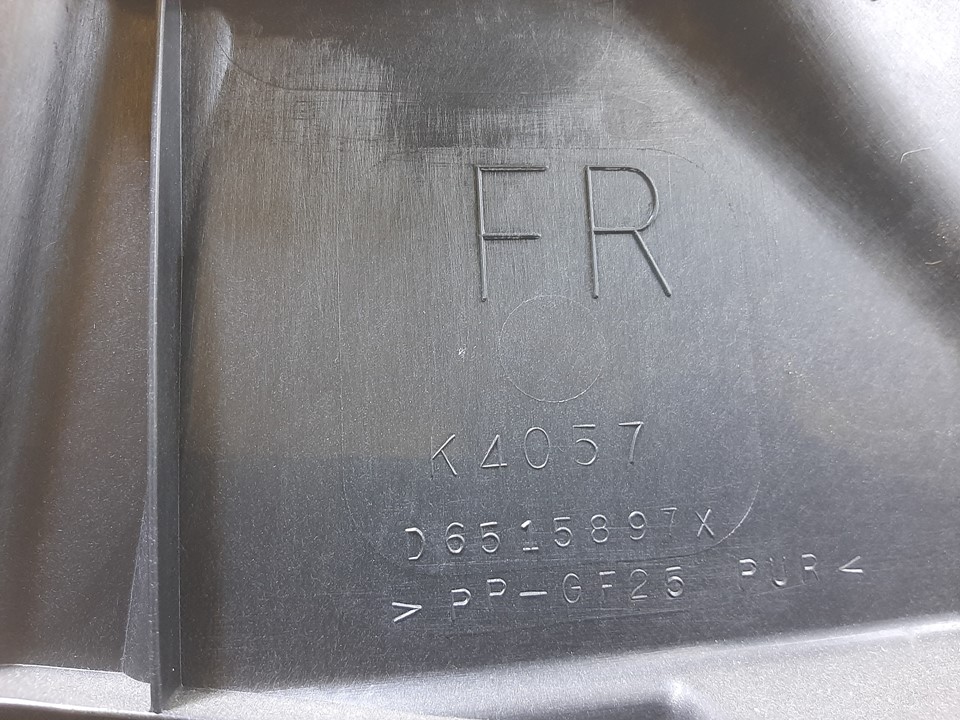 FR
K4057
D6515897X
>PP-GF25 PUR<